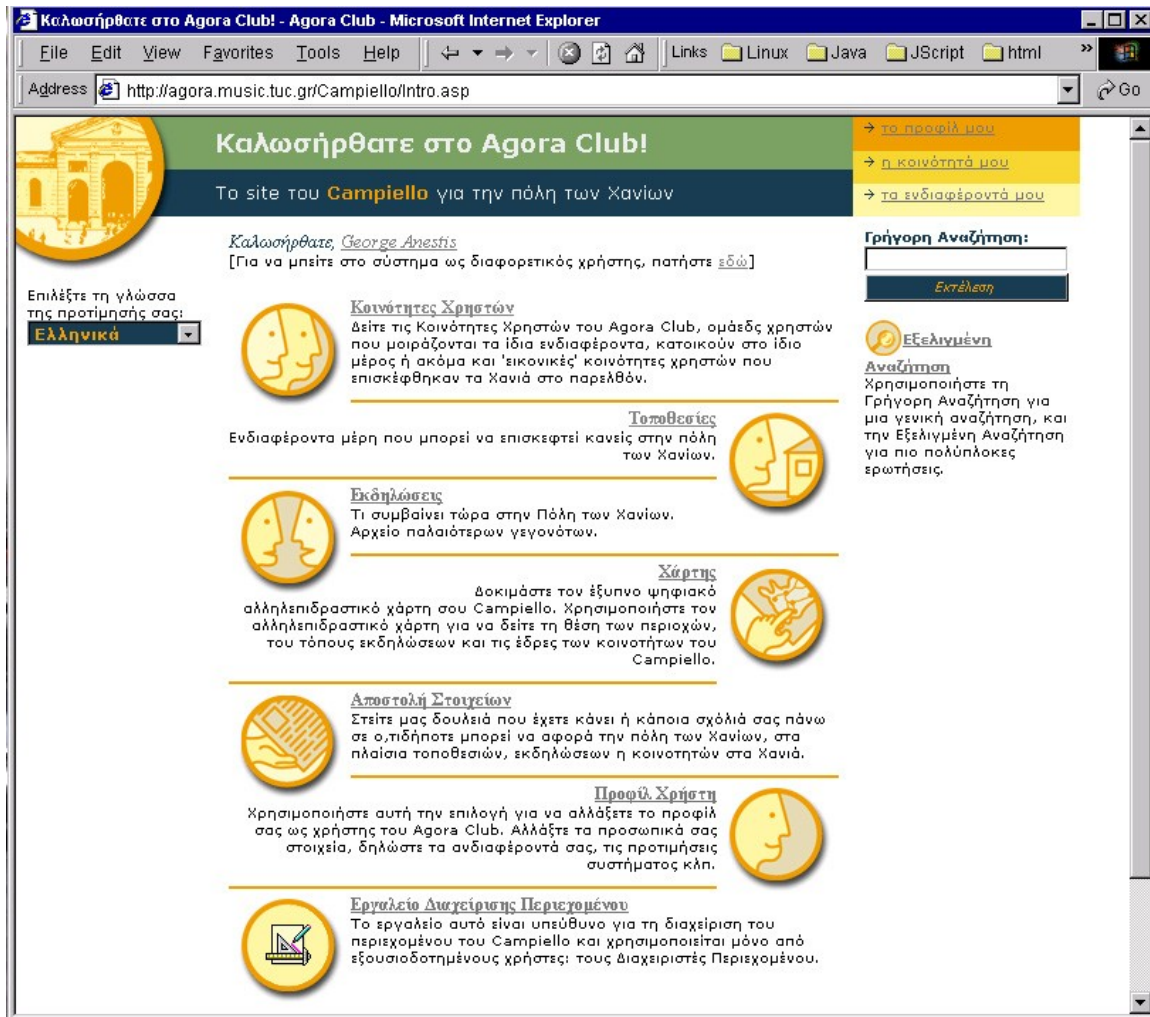 Καλωσήρθατε στο Agora Club! - Agora Club - Microsoft Internet Explorer
File Edit View Favorites Tools Help Links Linux Java JScript html »
Address http://agora.music.tuc.gr/Campiello/Intro.asp Go
Καλωσήρθατε στο Agora Club!
Το site του Campiello για την πόλη των Χανίων
→ το προφίλ μου
→ η κοινότητά μου
→ τα ενδιαφέροντά μου
Καλωσήρθατε, George Anestis
[Για να μπείτε στο σύστημα ως διαφορετικός χρήστης, πατήστε εδώ]
Επιλέξτε τη γλώσσα
της προτίμησής σας:
Ελληνικά
Κοινότητες Χρηστών
Δείτε τις Κοινότητες Χρηστών του Agora Club, ομάεδς χρηστών
που μοιράζονται τα ίδια ενδιαφέροντα, κατοικούν στο ίδιο
μέρος ή ακόμα και 'εικονικές' κοινότητες χρηστών που
επισκέφθηκαν τα Χανιά στο παρελθόν.
Τοποθεσίες
Ενδιαφέροντα μέρη που μπορεί να επισκεφτεί κανείς στην πόλη
των Χανίων.
Εκδηλώσεις
Τι συμβαίνει τώρα στην Πόλη των Χανίων.
Αρχείο παλαιότερων γεγονότων.
Χάρτης
Δοκιμάστε τον έξυπνο ψηφιακό
αλληλεπιδραστικό χάρτη σου Campiello. Χρησιμοποιήστε τον
αλληλεπιδραστικό χάρτη για να δείτε τη θέση των περιοχών,
του τόπους εκδηλώσεων και τις έδρες των κοινοτήτων του
Campiello.
Αποστολή Στοιχείων
Στείτε μας δουλειά που έχετε κάνει ή κάποια σχόλιά σας πάνω
σε ο,τιδήποτε μπορεί να αφορά την πόλη των Χανίων, στα
πλαίσια τοποθεσιών, εκδηλώσεων η κοινοτητών στα Χανιά.
Προφίλ Χρήστη
Χρησιμοποιήστε αυτή την επιλογή για να αλλάξετε το προφίλ
σας ως χρήστης του Agora Club. Αλλάξτε τα προσωπικά σας
στοιχεία, δηλώστε τα ανδιαφέροντά σας, τις προτιμήσεις
συστήματος κλπ.
Εργαλείο Διαχείρισης Περιεχομένου
Το εργαλείο αυτό είναι υπεύθυνο για τη διαχείριση του
περιεχομένου του Campiello και χρησιμοποιείται μόνο από
εξουσιοδοτημένους χρήστες: τους Διαχειριστές Περιεχομένου.
Γρήγορη Αναζήτηση:
Εκτέλεση
Εξελιγμένη
Αναζήτηση
Χρησιμοποιήστε τη
Γρήγορη Αναζήτηση για
μια γενική αναζήτηση, και
την Εξελιγμένη Αναζήτηση
για πιο πολύπλοκες
ερωτήσεις.